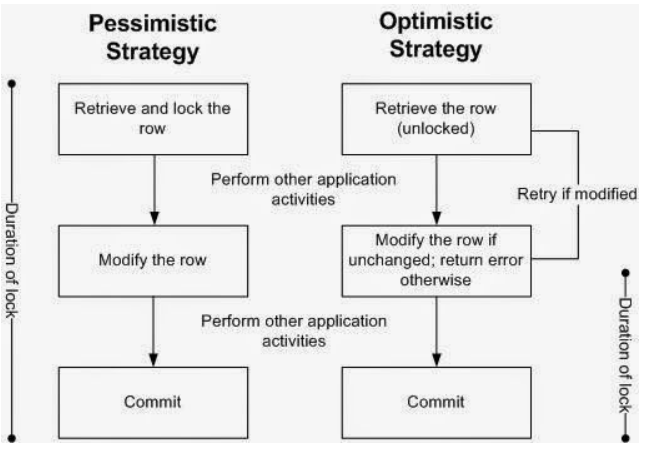 Pessimistic
Strategy
Optimistic
Strategy
Retrieve and lock the
row
Retrieve the row
(unlocked)
Perform other application
activities
Retry if modified
Duration of lock
Modify the row
Modify the row if
unchanged; return error
otherwise
Perform other application
activities
Duration of lock
Commit
Commit